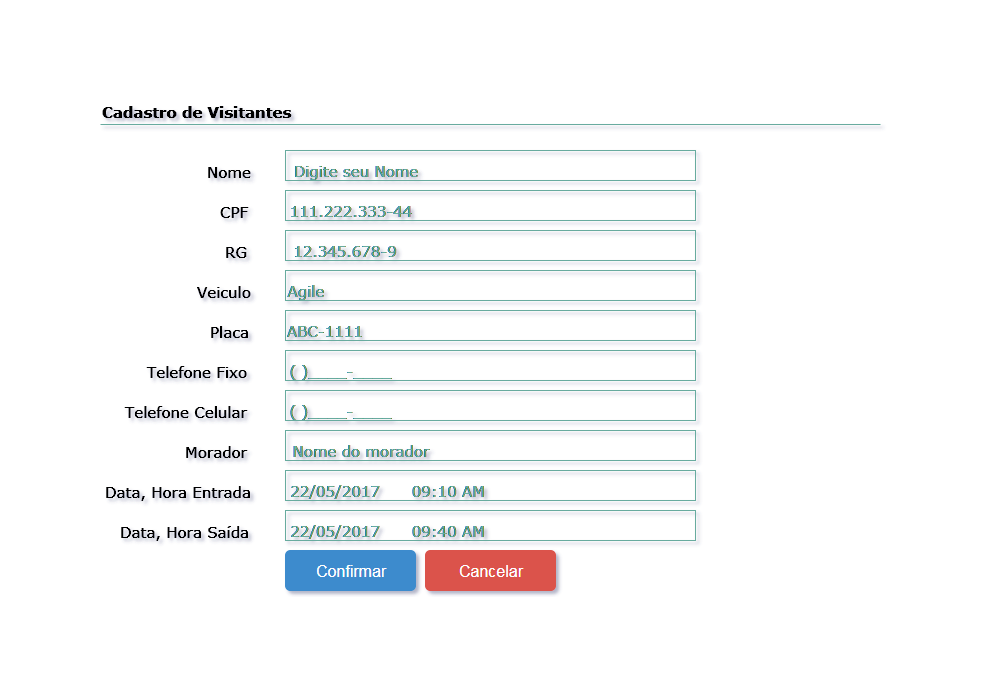 Cadastro de Visitantes
Nome Digite seu Nome
CPF 111.222.333-44
RG 12.345.678-9
Veiculo Agile
Placa ABC-1111
Telefone Fixo ( )____-____
Telefone Celular ( )____-____
Morador Nome do morador
Data, Hora Entrada 22/05/2017 09:10 AM
Data, Hora Saída 22/05/2017 09:40 AM
Confirmar Cancelar